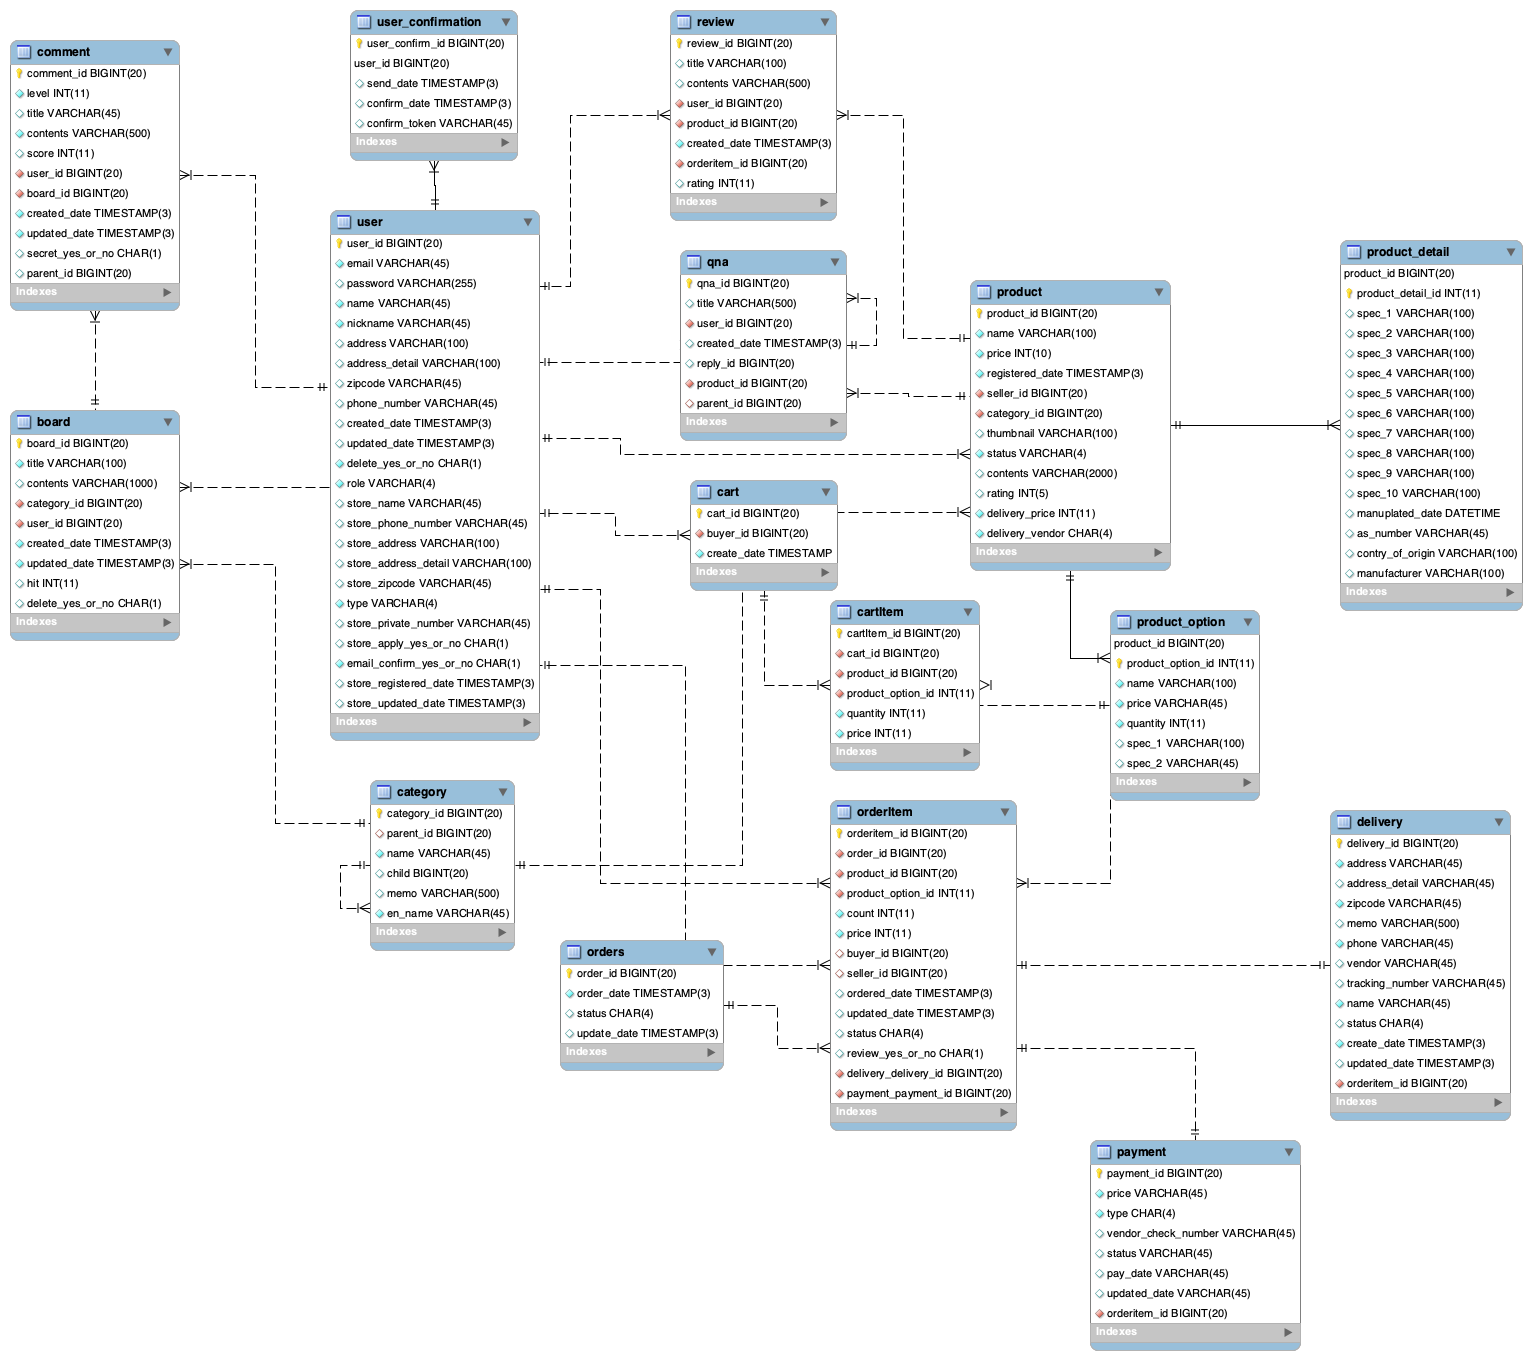 user_confirmation
user_confirm_id BIGINT(20)
user_id BIGINT(20)
send_date TIMESTAMP(3)
confirm_date TIMESTAMP(3)
confirm_token VARCHAR(45)
Indexes
review
review_id BIGINT(20)
title VARCHAR(100)
contents VARCHAR(500)
user_id BIGINT(20)
product_id BIGINT(20)
created_date TIMESTAMP(3)
orderitem_id BIGINT(20)
rating INT(11)
Indexes
comment
comment_id BIGINT(20)
level INT(11)
title VARCHAR(45)
contents VARCHAR(500)
score INT(11)
user_id BIGINT(20)
board_id BIGINT(20)
created_date TIMESTAMP(3)
updated_date TIMESTAMP(3)
secret_yes_or_no CHAR(1)
parent_id BIGINT(20)
Indexes
user
user_id BIGINT(20)
email VARCHAR(45)
password VARCHAR(255)
name VARCHAR(45)
nickname VARCHAR(45)
address VARCHAR(100)
address_detail VARCHAR(100)
zipcode VARCHAR(45)
phone_number VARCHAR(45)
created_date TIMESTAMP(3)
updated_date TIMESTAMP(3)
delete_yes_or_no CHAR(1)
role VARCHAR(4)
store_name VARCHAR(45)
store_phone_number VARCHAR(45)
store_address VARCHAR(100)
store_address_detail VARCHAR(100)
store_zipcode VARCHAR(45)
type VARCHAR(4)
store_private_number VARCHAR(45)
store_apply_yes_or_no CHAR(1)
email_confirm_yes_or_no CHAR(1)
store_registered_date TIMESTAMP(3)
store_updated_date TIMESTAMP(3)
Indexes
qna
qna_id BIGINT(20)
title VARCHAR(500)
user_id BIGINT(20)
created_date TIMESTAMP(3)
reply_id BIGINT(20)
product_id BIGINT(20)
parent_id BIGINT(20)
Indexes
product
product_id BIGINT(20)
name VARCHAR(100)
price INT(10)
registered_date TIMESTAMP(3)
seller_id BIGINT(20)
category_id BIGINT(20)
thumbnail VARCHAR(100)
status VARCHAR(4)
contents VARCHAR(2000)
rating INT(5)
delivery_price INT(11)
delivery_vendor CHAR(4)
Indexes
product_detail
product_id BIGINT(20)
product_detail_id INT(11)
spec_1 VARCHAR(100)
spec_2 VARCHAR(100)
spec_3 VARCHAR(100)
spec_4 VARCHAR(100)
spec_5 VARCHAR(100)
spec_6 VARCHAR(100)
spec_7 VARCHAR(100)
spec_8 VARCHAR(100)
spec_9 VARCHAR(100)
spec_10 VARCHAR(100)
manuplated_date DATETIME
as_number VARCHAR(45)
contry_of_origin VARCHAR(100)
manufacturer VARCHAR(100)
Indexes
board
board_id BIGINT(20)
title VARCHAR(100)
contents VARCHAR(1000)
category_id BIGINT(20)
user_id BIGINT(20)
created_date TIMESTAMP(3)
updated_date TIMESTAMP(3)
hit INT(11)
delete_yes_or_no CHAR(1)
Indexes
cart
cart_id BIGINT(20)
buyer_id BIGINT(20)
create_date TIMESTAMP
Indexes
cartItem
cartItem_id BIGINT(20)
cart_id BIGINT(20)
product_id BIGINT(20)
product_option_id INT(11)
quantity INT(11)
price INT(11)
Indexes
product_option
product_id BIGINT(20)
product_option_id INT(11)
name VARCHAR(100)
price VARCHAR(45)
quantity INT(11)
spec_1 VARCHAR(100)
spec_2 VARCHAR(45)
Indexes
category
category_id BIGINT(20)
parent_id BIGINT(20)
name VARCHAR(45)
child BIGINT(20)
memo VARCHAR(500)
en_name VARCHAR(45)
Indexes
orderItem
orderitem_id BIGINT(20)
order_id BIGINT(20)
product_id BIGINT(20)
product_option_id INT(11)
count INT(11)
price INT(11)
buyer_id BIGINT(20)
seller_id BIGINT(20)
ordered_date TIMESTAMP(3)
updated_date TIMESTAMP(3)
status CHAR(4)
review_yes_or_no CHAR(1)
delivery_delivery_id BIGINT(20)
payment_payment_id BIGINT(20)
Indexes
delivery
delivery_id BIGINT(20)
address VARCHAR(45)
address_detail VARCHAR(45)
zipcode VARCHAR(45)
memo VARCHAR(500)
phone VARCHAR(45)
vendor VARCHAR(45)
tracking_number VARCHAR(45)
name VARCHAR(45)
status CHAR(4)
create_date TIMESTAMP(3)
updated_date TIMESTAMP(3)
orderitem_id BIGINT(20)
Indexes
orders
order_id BIGINT(20)
order_date TIMESTAMP(3)
status CHAR(4)
update_date TIMESTAMP(3)
Indexes
payment
payment_id BIGINT(20)
price VARCHAR(45)
type CHAR(4)
vendor_check_number VARCHAR(45)
status VARCHAR(45)
pay_date VARCHAR(45)
updated_date VARCHAR(45)
orderitem_id BIGINT(20)
Indexes